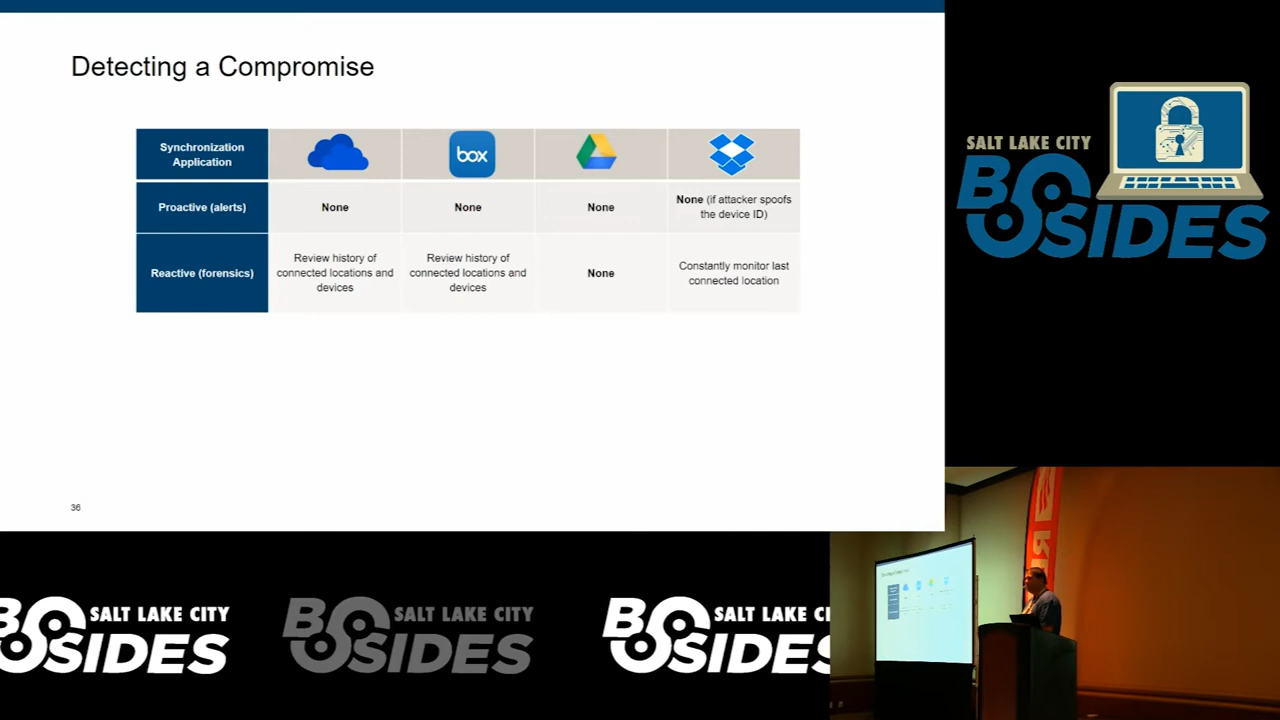 Detecting a Compromise
Synchronization
Application
box
Proactive (alerts)
None
None
None
None (if attacker spoofs
the device ID)
Reactive (forensics)
Review history of
connected locations and
devices
Review history of
connected locations and
devices
None
Constantly monitor last
connected location
36
SALT LAKE CITY
BSIDES
SALT LAKE CITY
BSIDES
SALT LAKE CITY
BSIDES
SALT LAKE CITY
BSIDES